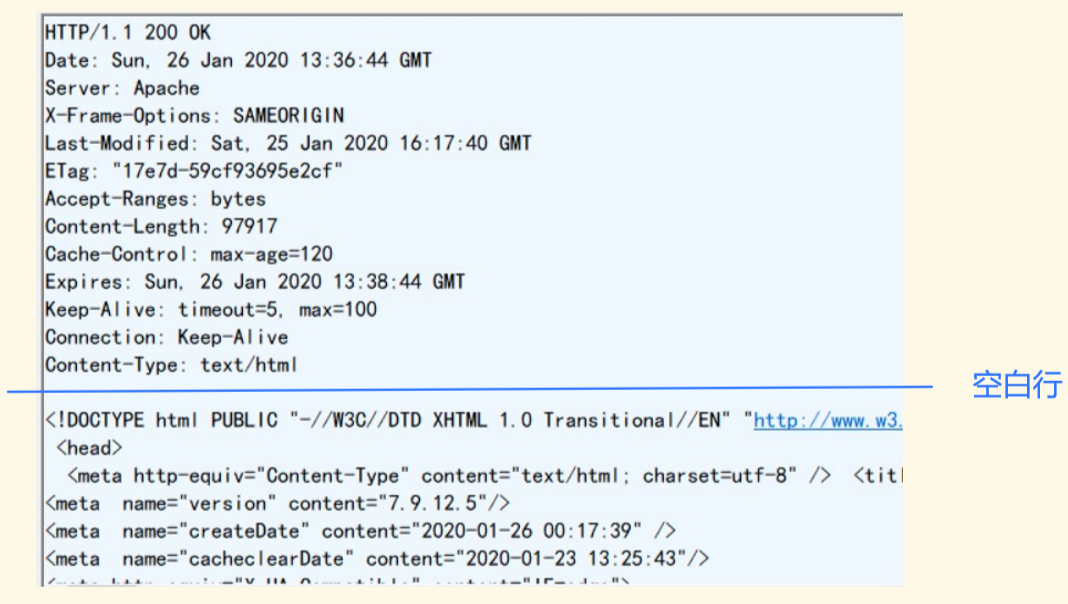 HTTP/1.1 200 OK
Date: Sun, 26 Jan 2020 13:36:44 GMT
Server: Apache
X-Frame-Options: SAMEORIGIN
Last-Modified: Sat, 25 Jan 2020 16:17:40 GMT
ETag: "17e7d-59cf93695e2cf"
Accept-Ranges: bytes
Content-Length: 97917
Cache-Control: max-age=120
Expires: Sun, 26 Jan 2020 13:38:44 GMT
Keep-Alive: timeout=5, max=100
Connection: Keep-Alive
Content-Type: text/html
空白行
<!DOCTYPE html PUBLIC "-//W3C//DTD XHTML 1.0 Transitional//EN" "http://www.w3.
<head>
<meta http-equiv="Content-Type" content="text/html; charset=utf-8" /> <titl
<meta name="version" content="7.9.12.5"/>
<meta name="createDate" content="2020-01-26 00:17:39" />
<meta name="cacheclearDate" content="2020-01-23 13:25:43"/>